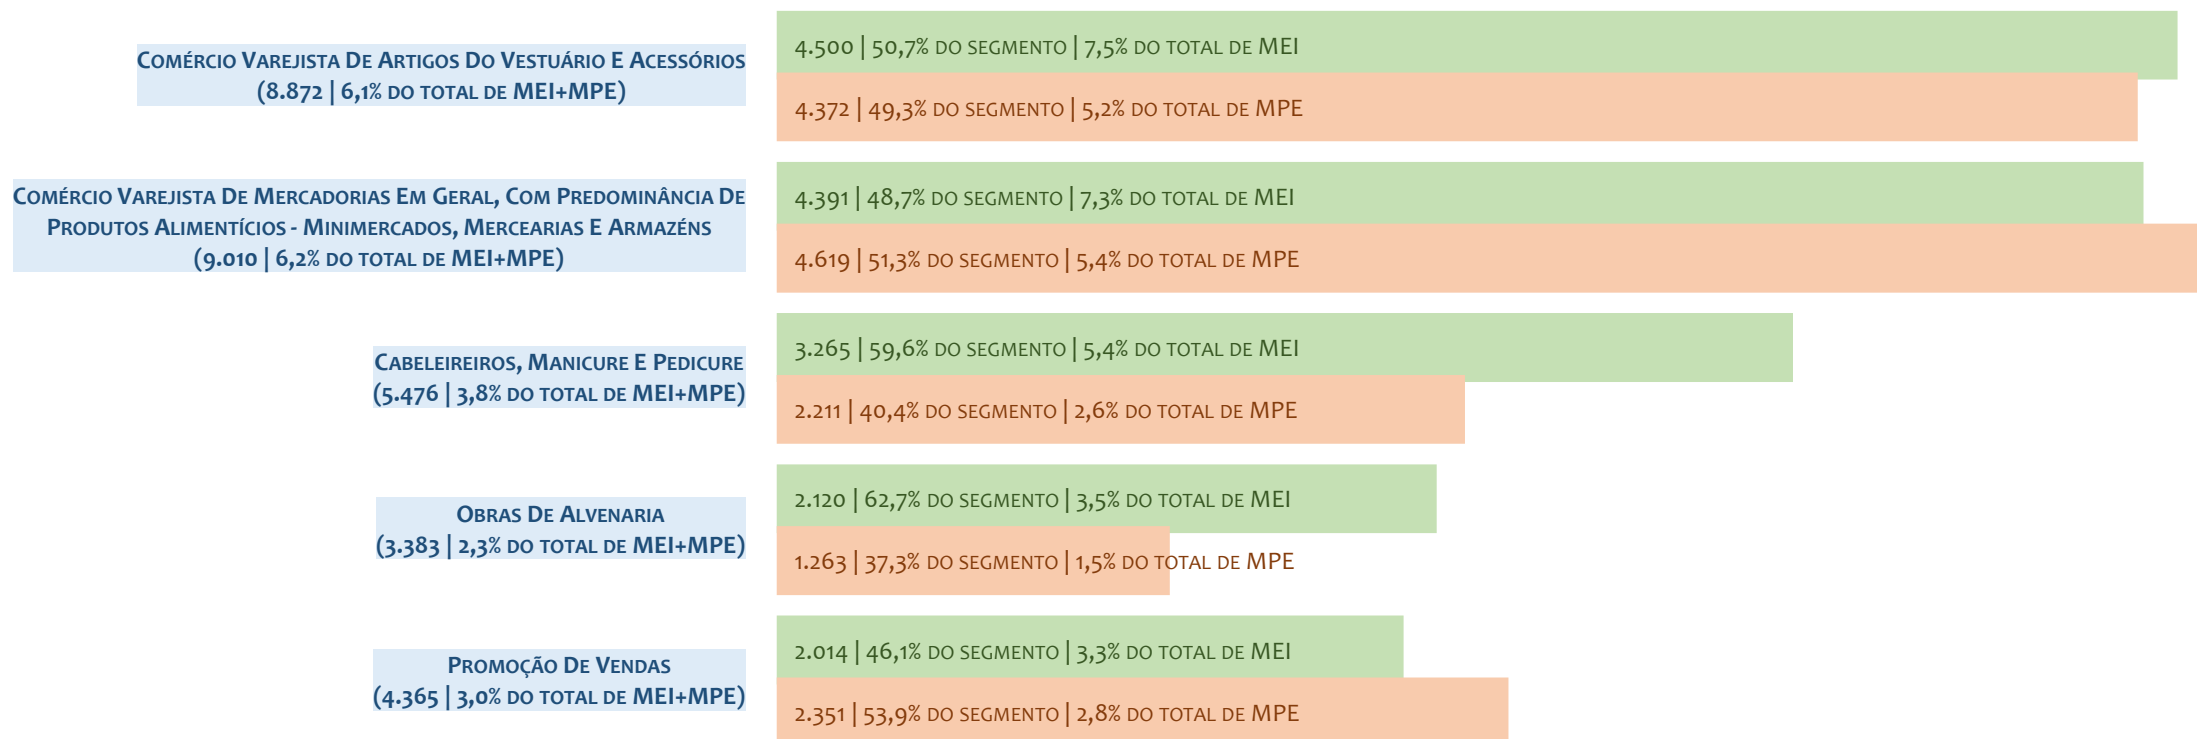 Comércio Varejista De Artigos Do Vestuário E Acessórios
(8.872 | 6,1% do total de MEI+MPE)
4.500 | 50,7% do segmento | 7,5% do total de MEI
4.372 | 49,3% do segmento | 5,2% do total de MPE
Comércio Varejista De Mercadorias Em Geral, Com Predominância De
Produtos Alimentícios - Minimercados, Mercearias E Armazéns
(9.010 | 6,2% do total de MEI+MPE)
4.391 | 48,7% do segmento | 7,3% do total de MEI
4.619 | 51,3% do segmento | 5,4% do total de MPE
Cabeleireiros, Manicure E Pedicure
(5.476 | 3,8% do total de MEI+MPE)
3.265 | 59,6% do segmento | 5,4% do total de MEI
2.211 | 40,4% do segmento | 2,6% do total de MPE
Obras De Alvenaria
(3.383 | 2,3% do total de MEI+MPE)
2.120 | 62,7% do segmento | 3,5% do total de MEI
1.263 | 37,3% do segmento | 1,5% do total de MPE
Promoção De Vendas
(4.365 | 3,0% do total de MEI+MPE)
2.014 | 46,1% do segmento | 3,3% do total de MEI
2.351 | 53,9% do segmento | 2,8% do total de MPE